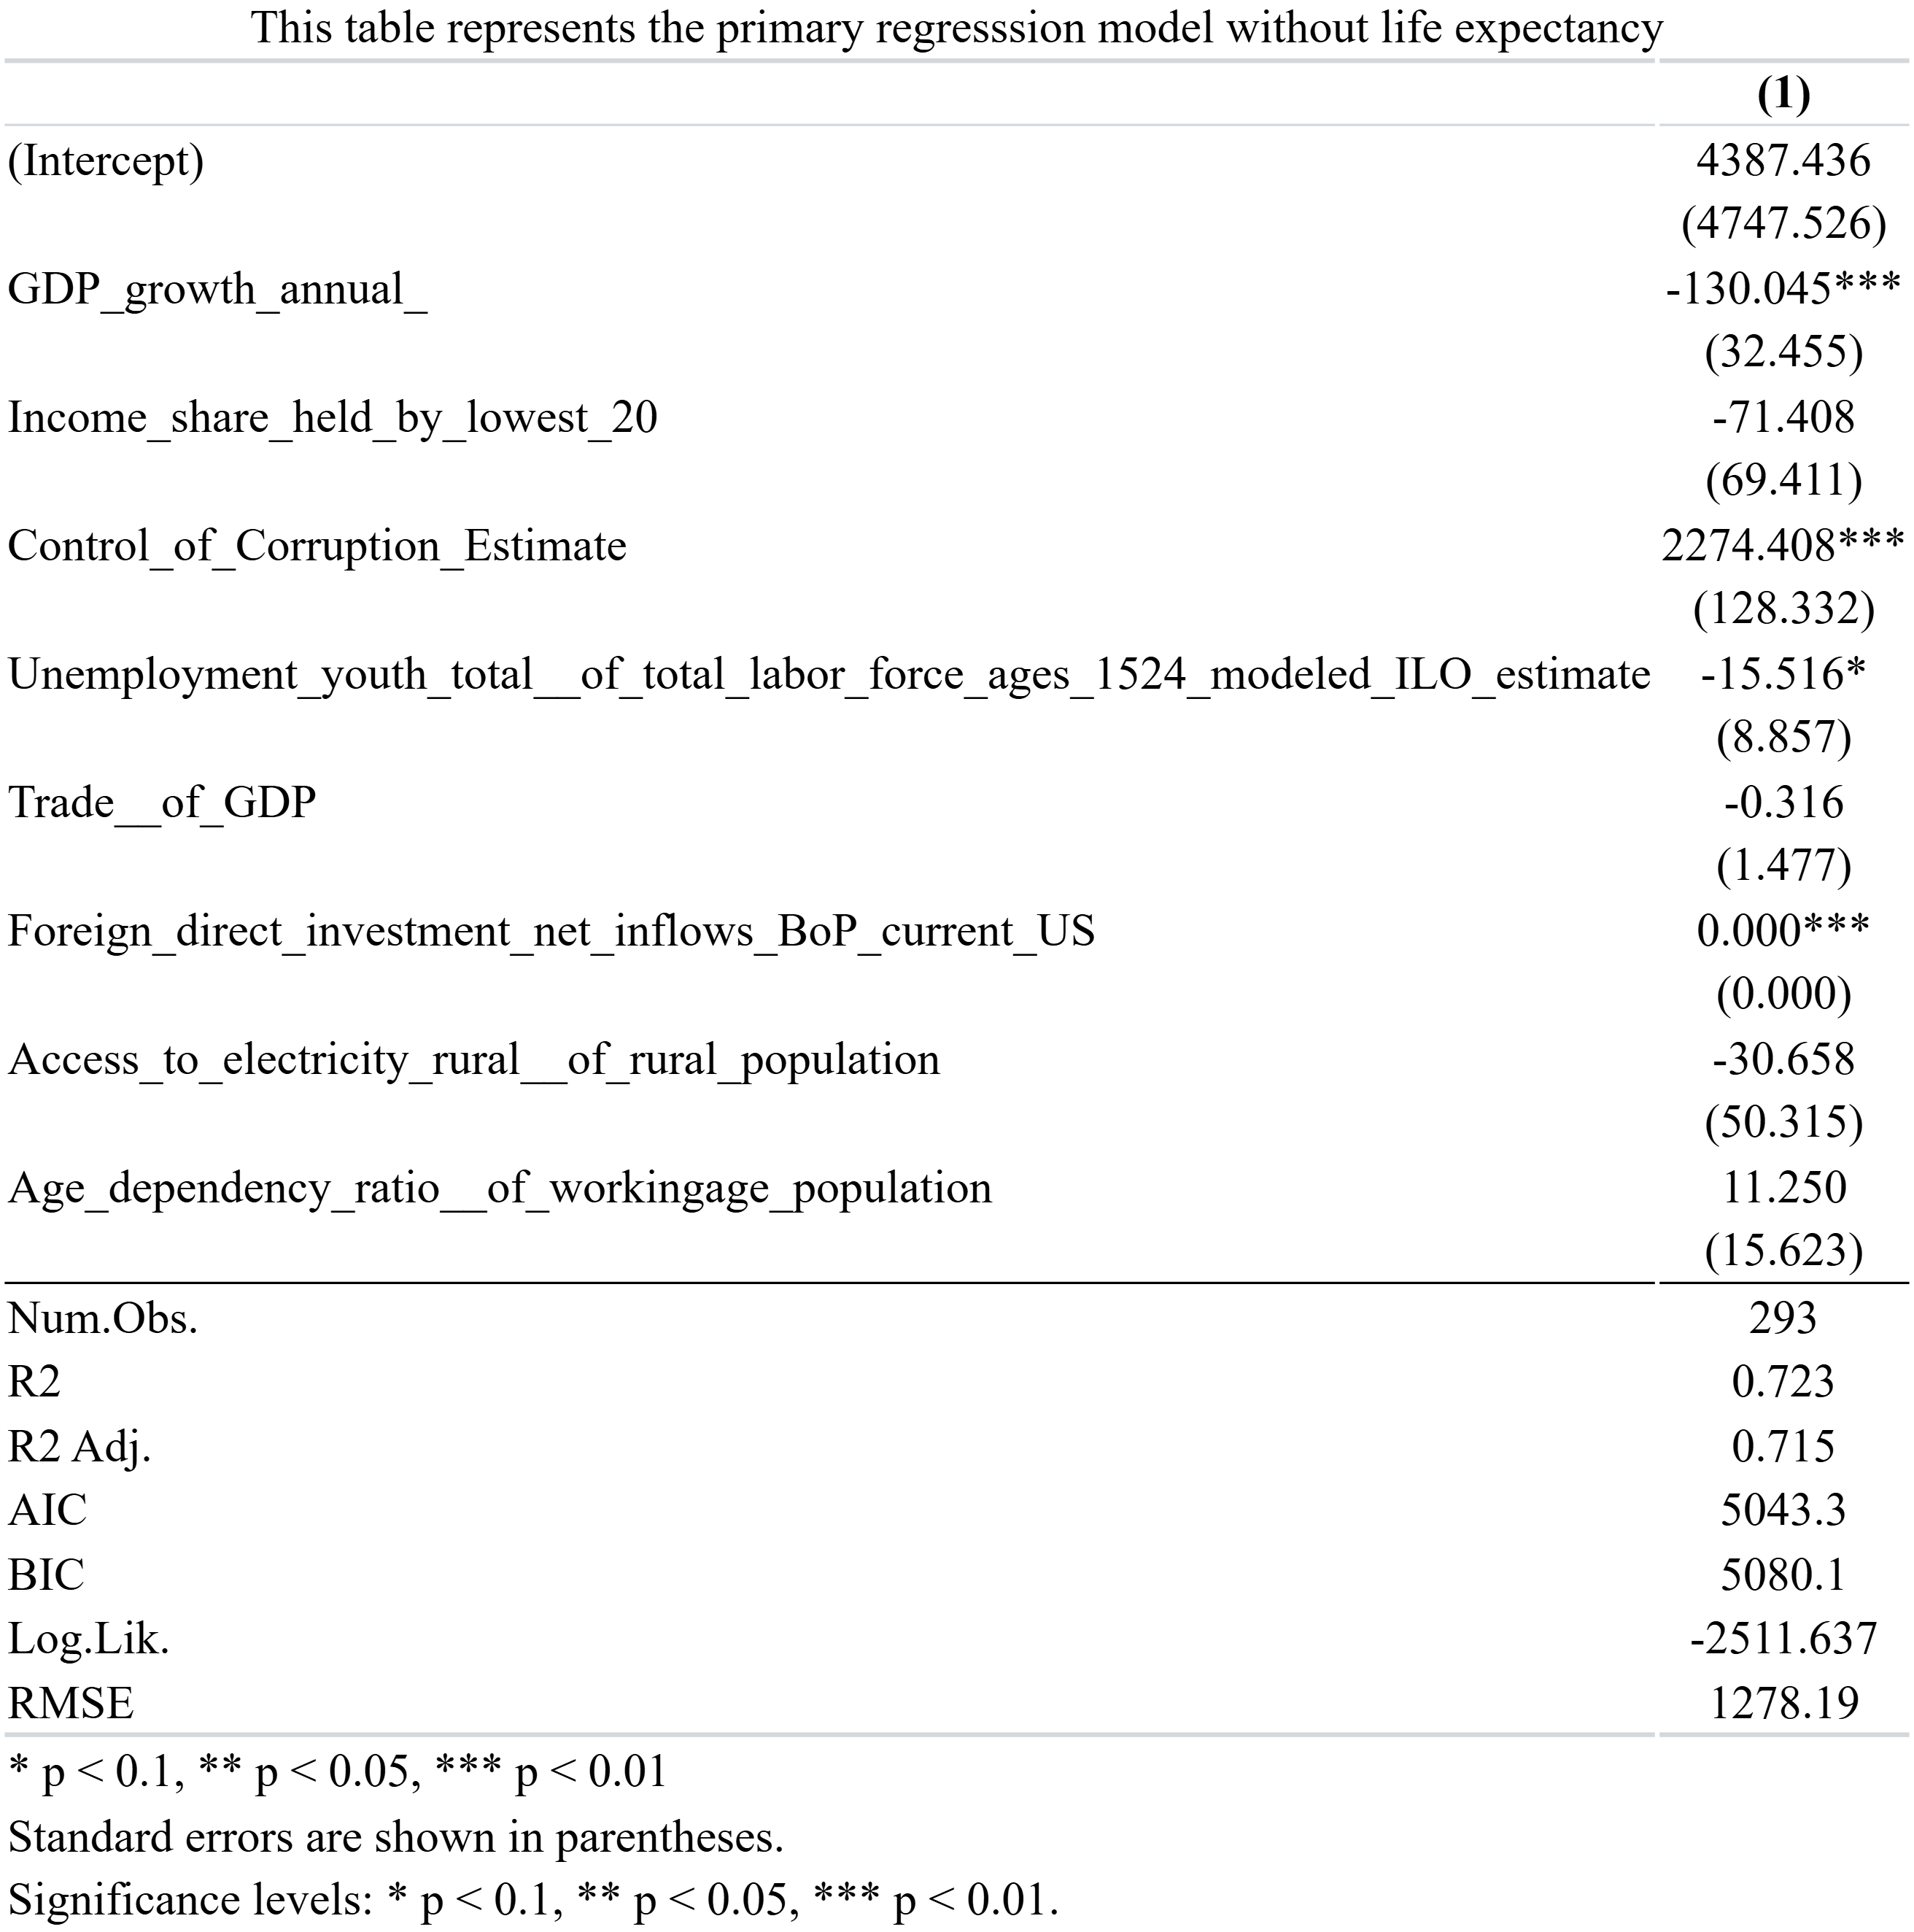 This table represents the primary regresssion model without life expectancy
(1)
(Intercept) 4387.436
(4747.526)
GDP_growth_annual_ -130.045***
(32.455)
Income_share_held_by_lowest_20 -71.408
(69.411)
Control_of_Corruption_Estimate 2274.408***
(128.332)
Unemployment_youth_total__of_total_labor_force_ages_1524_modeled_ILO_estimate -15.516*
(8.857)
Trade__of_GDP -0.316
(1.477)
Foreign_direct_investment_net_inflows_BoP_current_US 0.000***
(0.000)
Access_to_electricity_rural__of_rural_population -30.658
(50.315)
Age_dependency_ratio__of_workingage_population 11.250
(15.623)
Num.Obs. 293
R2 0.723
R2 Adj. 0.715
AIC 5043.3
BIC 5080.1
Log.Lik. -2511.637
RMSE 1278.19
* p < 0.1, ** p < 0.05, *** p < 0.01
Standard errors are shown in parentheses.
Significance levels: * p < 0.1, ** p < 0.05, *** p < 0.01.